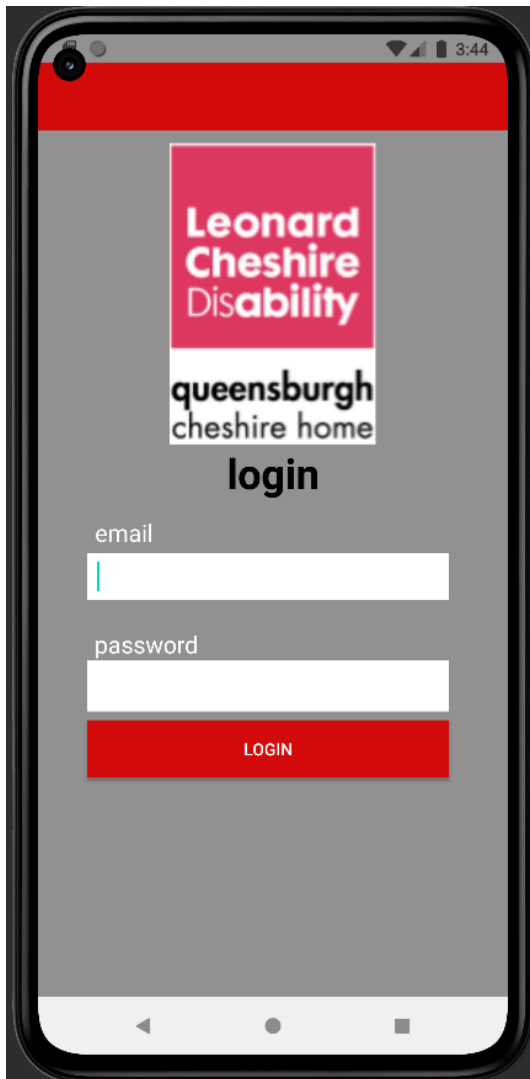 3:44
Leonard
Cheshire
Disability
queensburgh
cheshire home
login
email
password
LOGIN